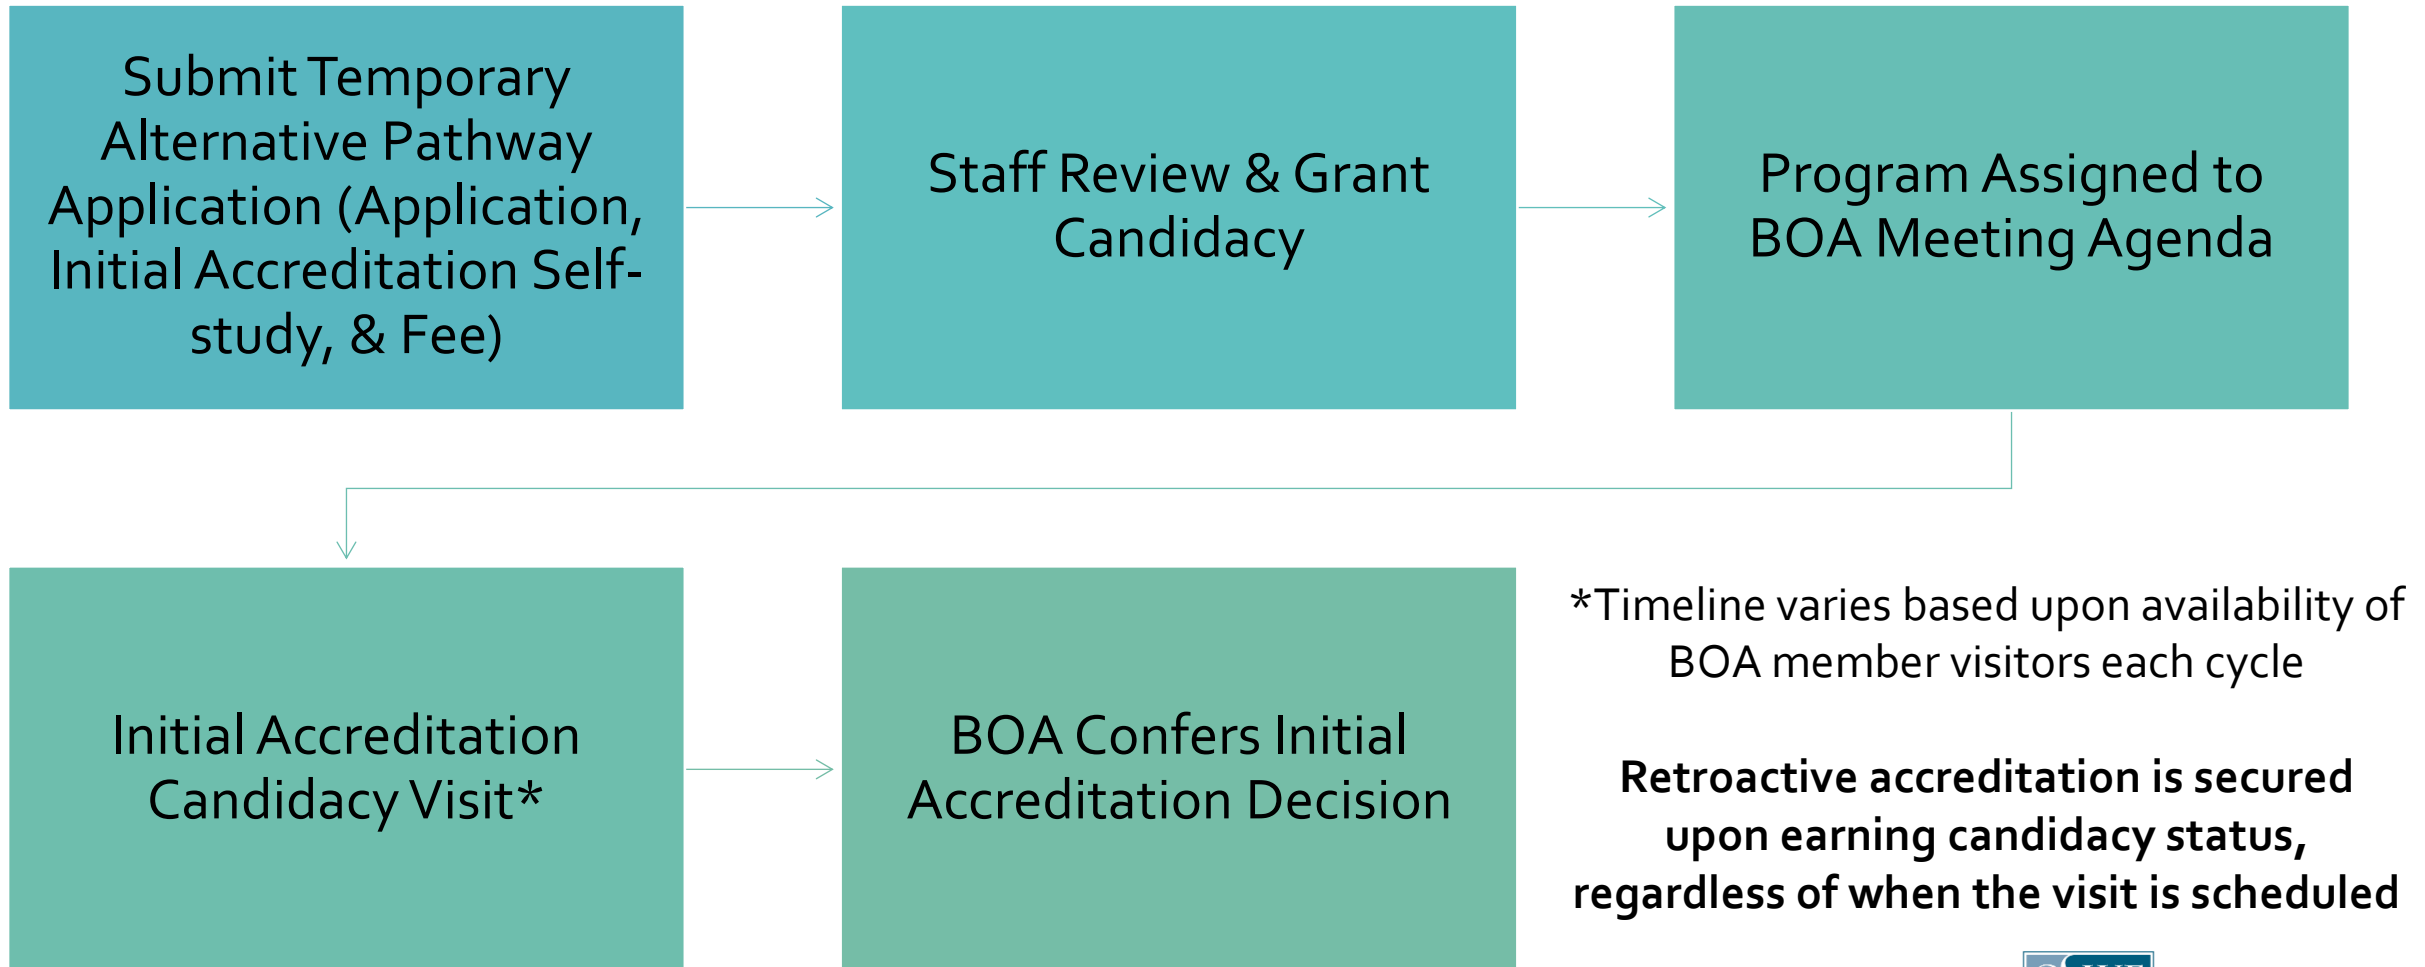 Submit Temporary
Alternative Pathway
Application (Application,
Initial Accreditation Self-
study, & Fee)
Staff Review & Grant
Candidacy
Program Assigned to
BOA Meeting Agenda
Initial Accreditation
Candidacy Visit*
BOA Confers Initial
Accreditation Decision
*Timeline varies based upon availability of
BOA member visitors each cycle
Retroactive accreditation is secured
upon earning candidacy status,
regardless of when the visit is scheduled